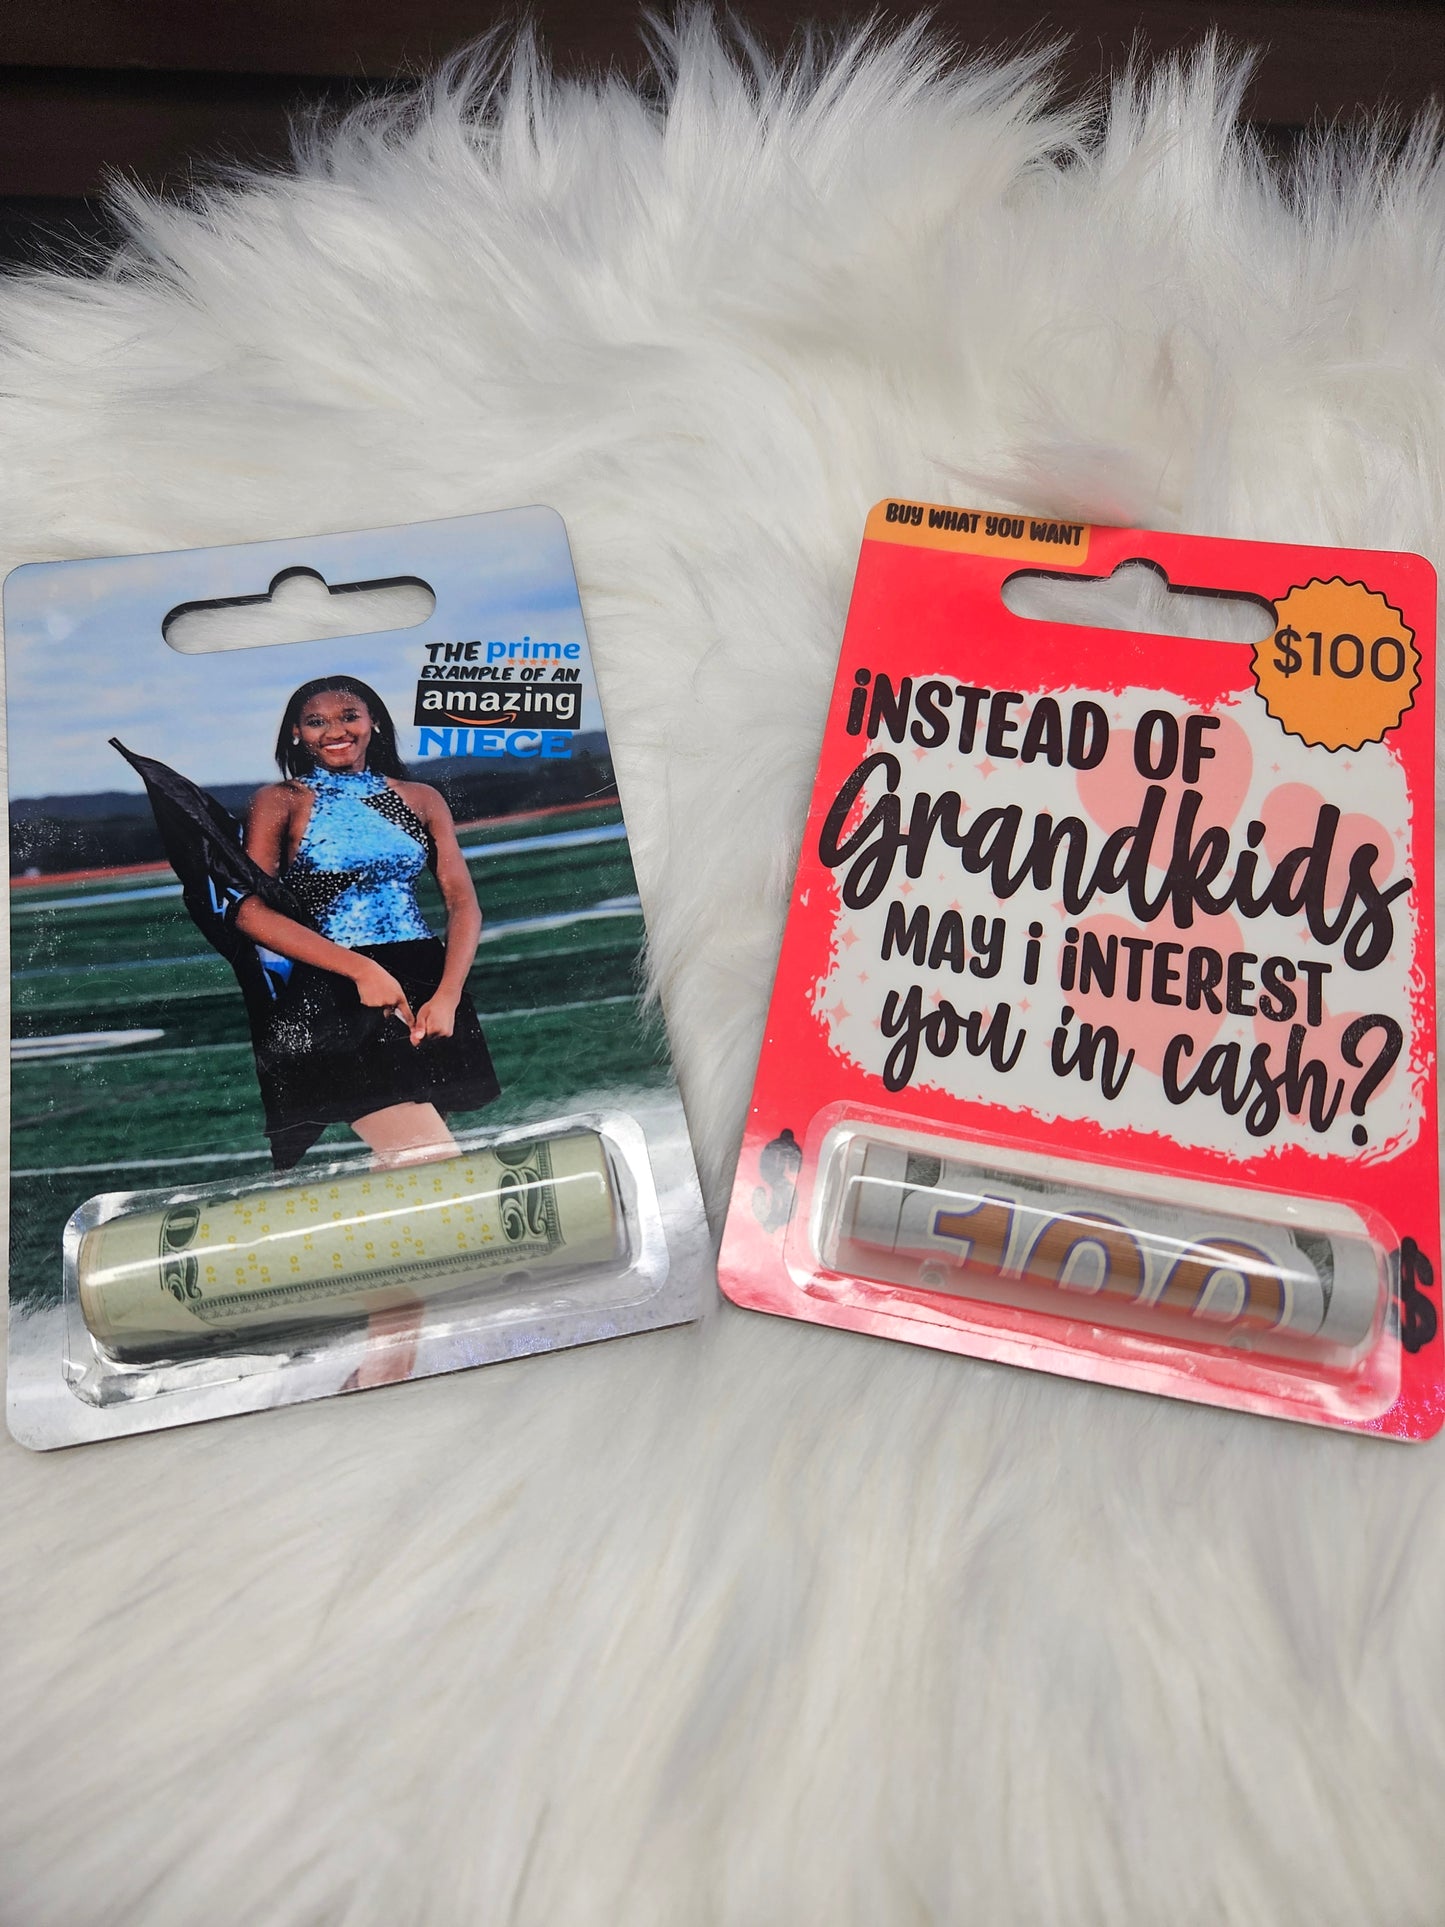 THE prime
EXAMPLE OF AN
amazing
NIECE
20
BUY WHAT YOU WANT
$100
iNSTEAD OF
Grandkids
MAY i iNTEREST
you in cash?
$ $
100